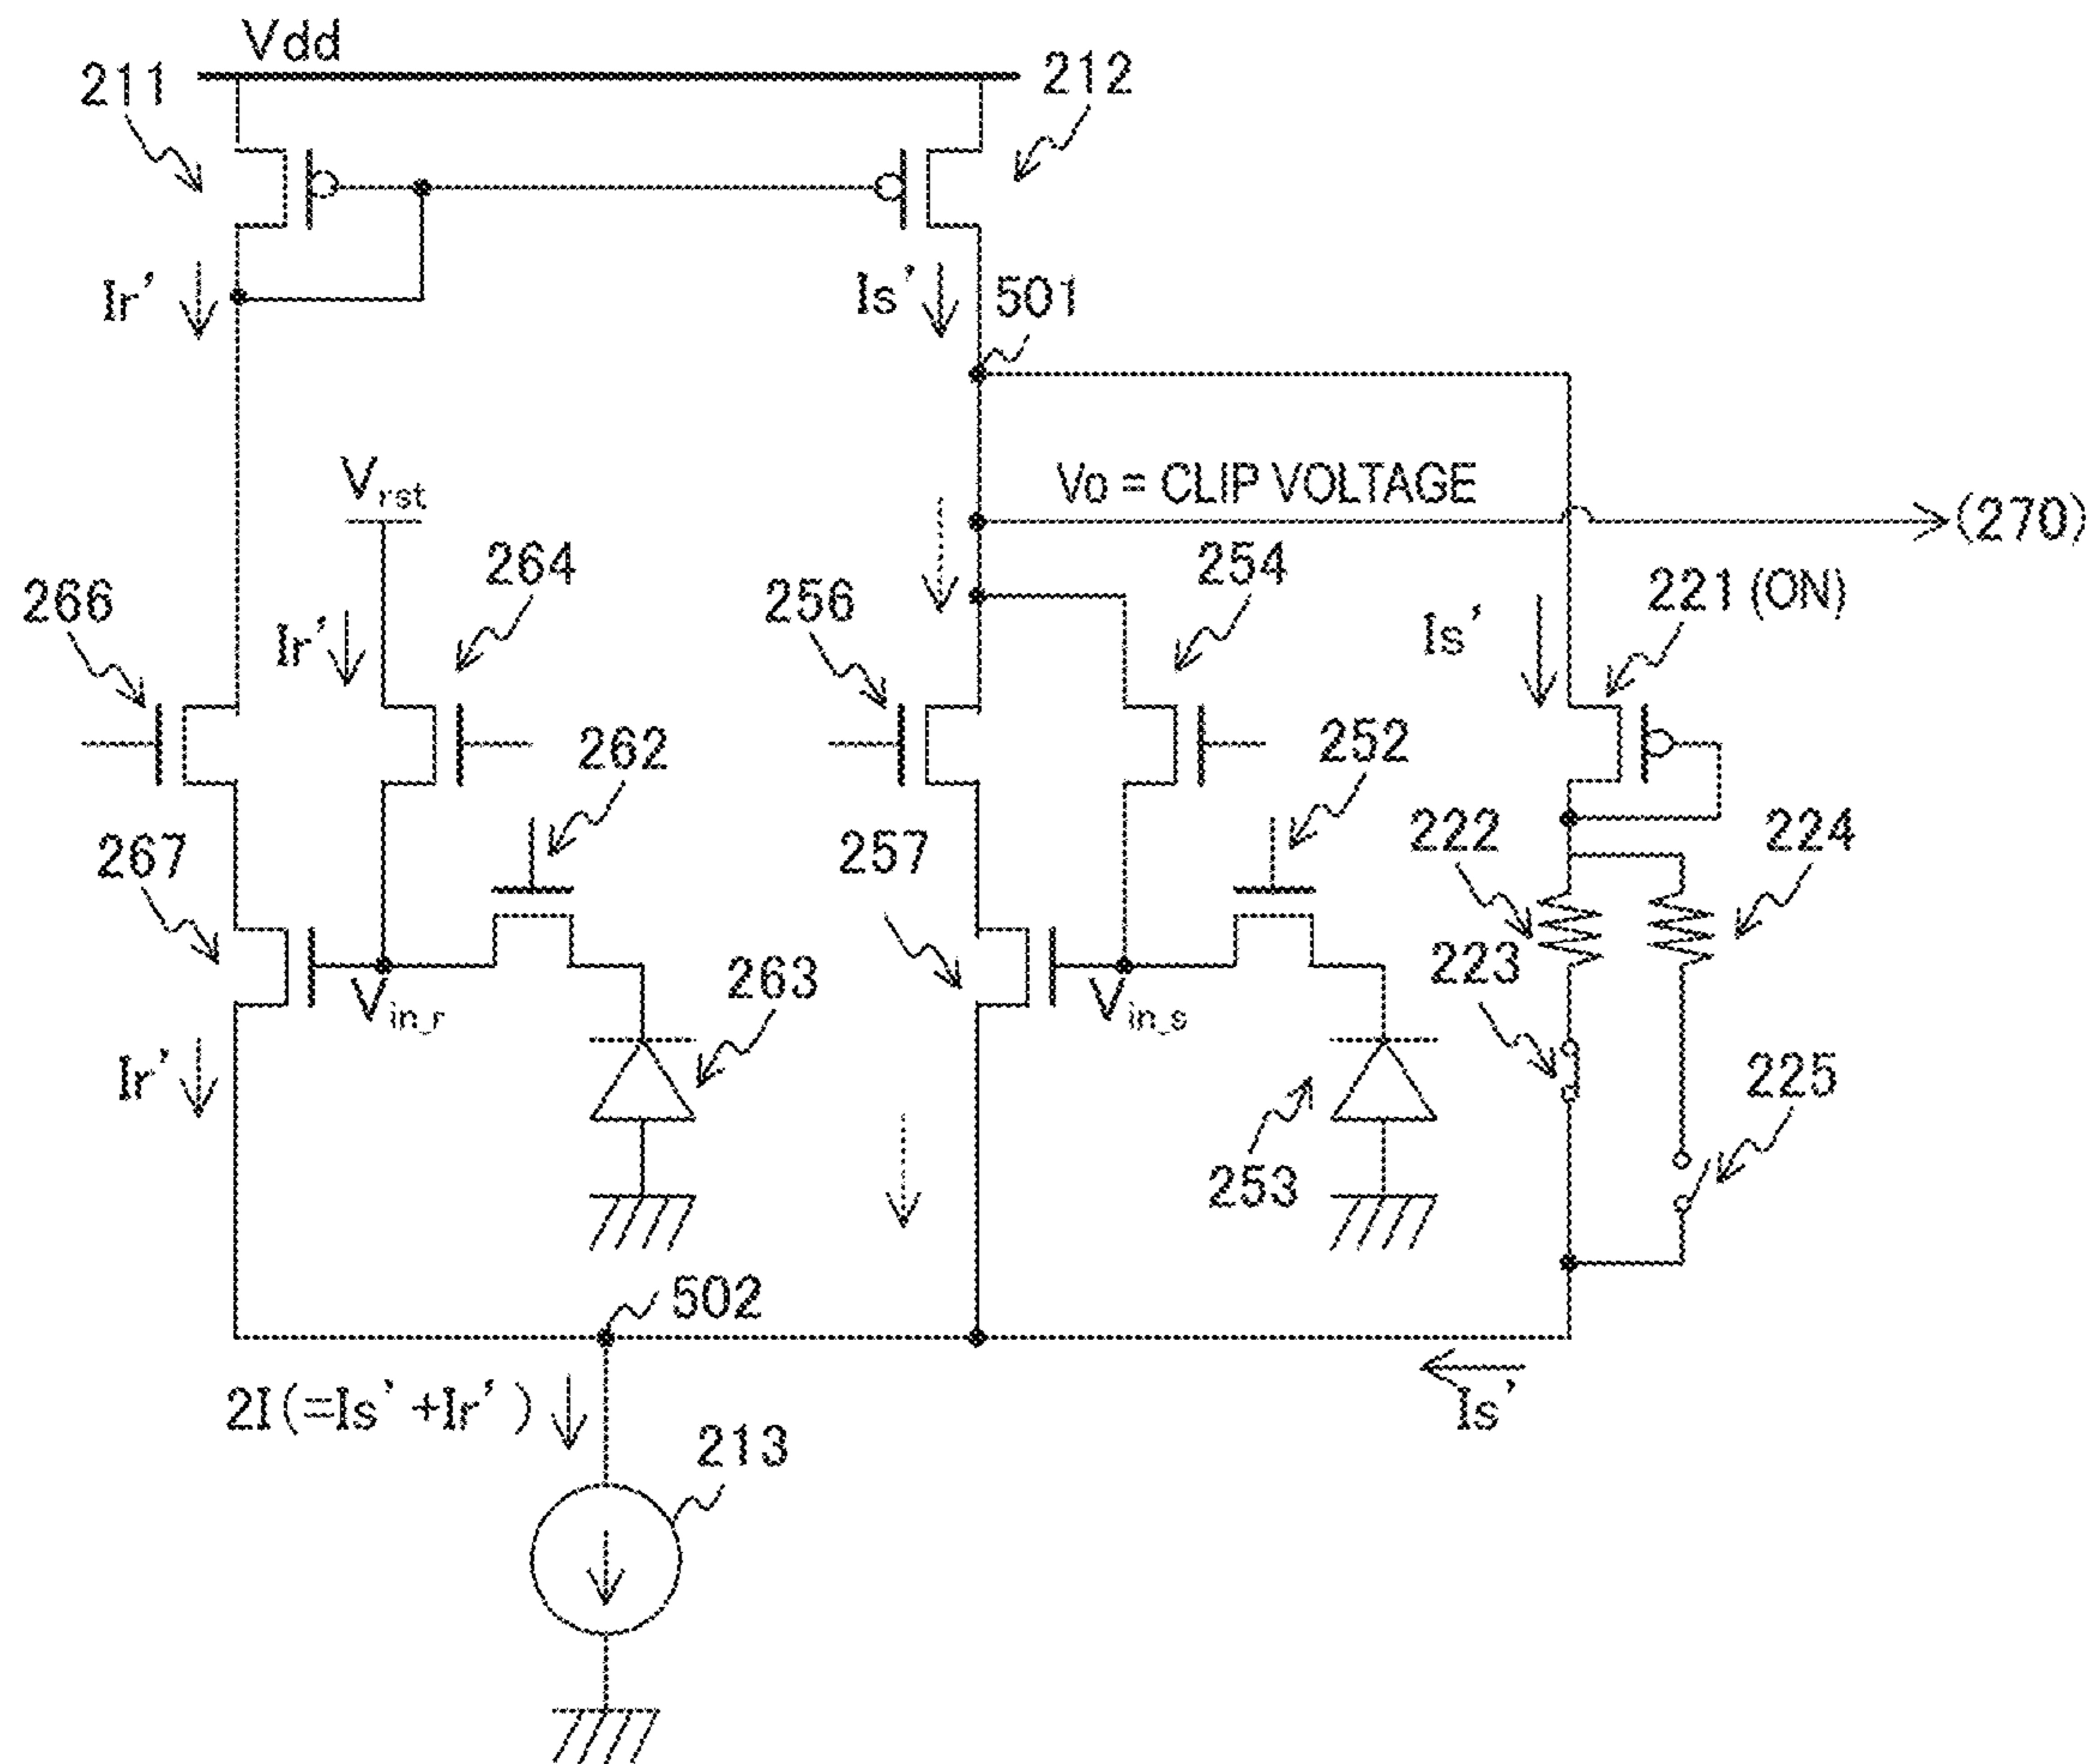 Vdd
211
212
Ir'
Is'
501
Vrst
Vo = CLIP VOLTAGE
(270)
264
254
266
256
221 (ON)
Ir'
Is'
262
252
267
257
222
224
263
223
Vin_r
Vin_s
Ir'
225
253
502
2I(=Is'+Ir')
Is'
213